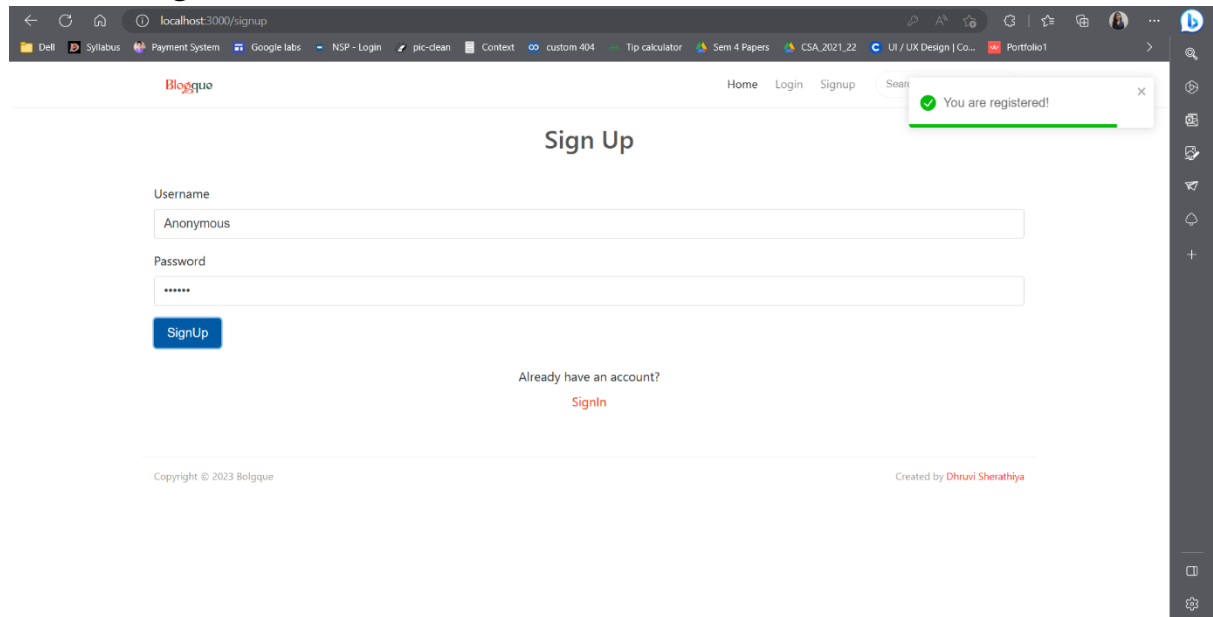 localhost:3000/signup
Dell Syllabus Payment System Google labs NSP - Login pic-clean Context custom 404 Tip calculator Sem 4 Papers CSA_2021_22 UI / UX Design | Co... Portfolio1
Blogque Home Login Signup
You are registered!
Sign Up
Username
Anonymous
Password
••••••
SignUp
Already have an account?
SignIn
Copyright © 2023 Bolgque Created by Dhruvi Sherathiya